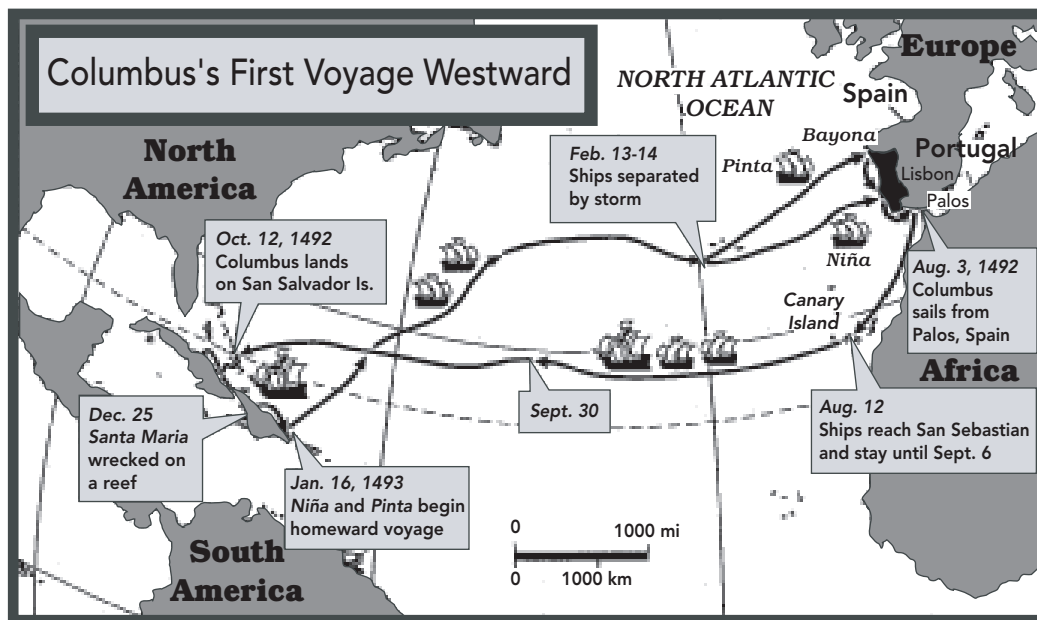 Columbus's First Voyage Westward
Europe
NORTH ATLANTIC
OCEAN
Spain
Bayona
Portugal
Lisbon
Palos
North
America
Feb. 13-14
Ships separated
by storm
Pinta
Niña
Oct. 12, 1492
Columbus lands
on San Salvador Is.
Aug. 3, 1492
Columbus
sails from
Palos, Spain
Canary
Island
Africa
Sept. 30
Aug. 12
Ships reach San Sebastian
and stay until Sept. 6
Dec. 25
Santa Maria
wrecked on
a reef
Jan. 16, 1493
Niña and Pinta begin
homeward voyage
South
America
0 1000 mi
0 1000 km